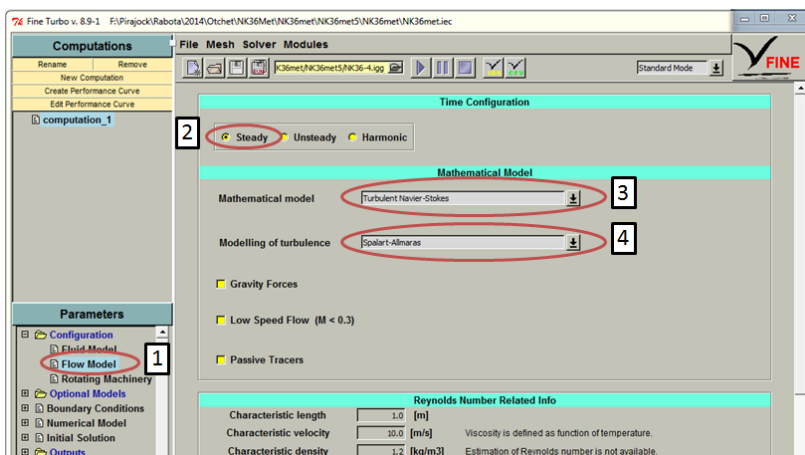 Fine Turbo v. 8.9-1 F:\Pirajock\Rabota\2014\Otchet\NK36Met\NK36met\NK36met5\NK36met\NK36met.iec
Computations
File Mesh Solver Modules
Rename Remove
New Computation
Create Performance Curve
Edit Performance Curve
K36met/NK36met5/NK36-4.igg
Standard Mode
FINE
computation_1
Time Configuration
2
Steady Unsteady Harmonic
Mathematical Model
Mathematical model Turbulent Navier-Stokes
3
Modelling of turbulence Spalart-Allmaras
4
Gravity Forces
Low Speed Flow (M < 0.3)
Passive Tracers
Parameters
Configuration
Fluid Model
Flow Model
1
Rotating Machinery
Optional Models
Boundary Conditions
Numerical Model
Initial Solution
Outputs
Reynolds Number Related Info
Characteristic length 1.0 [m]
Characteristic velocity 10.0 [m/s] Viscosity is defined as function of temperature.
Characteristic density 1.2 [kg/m3] Estimation of Reynolds number is not available.